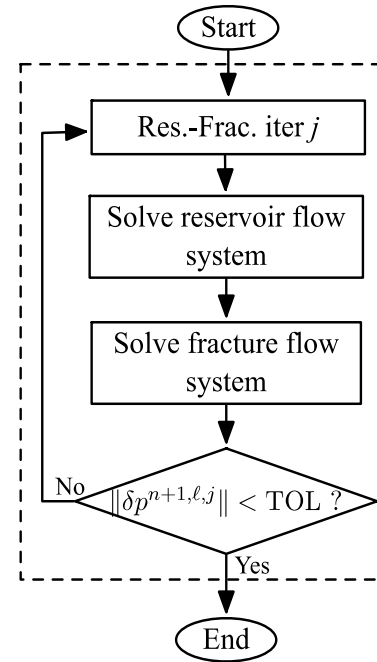 Start
Res.-Frac. iter j
Solve reservoir flow
system
Solve fracture flow
system
No
‖δp^{n+1,ℓ,j}‖ < TOL ?
Yes
End